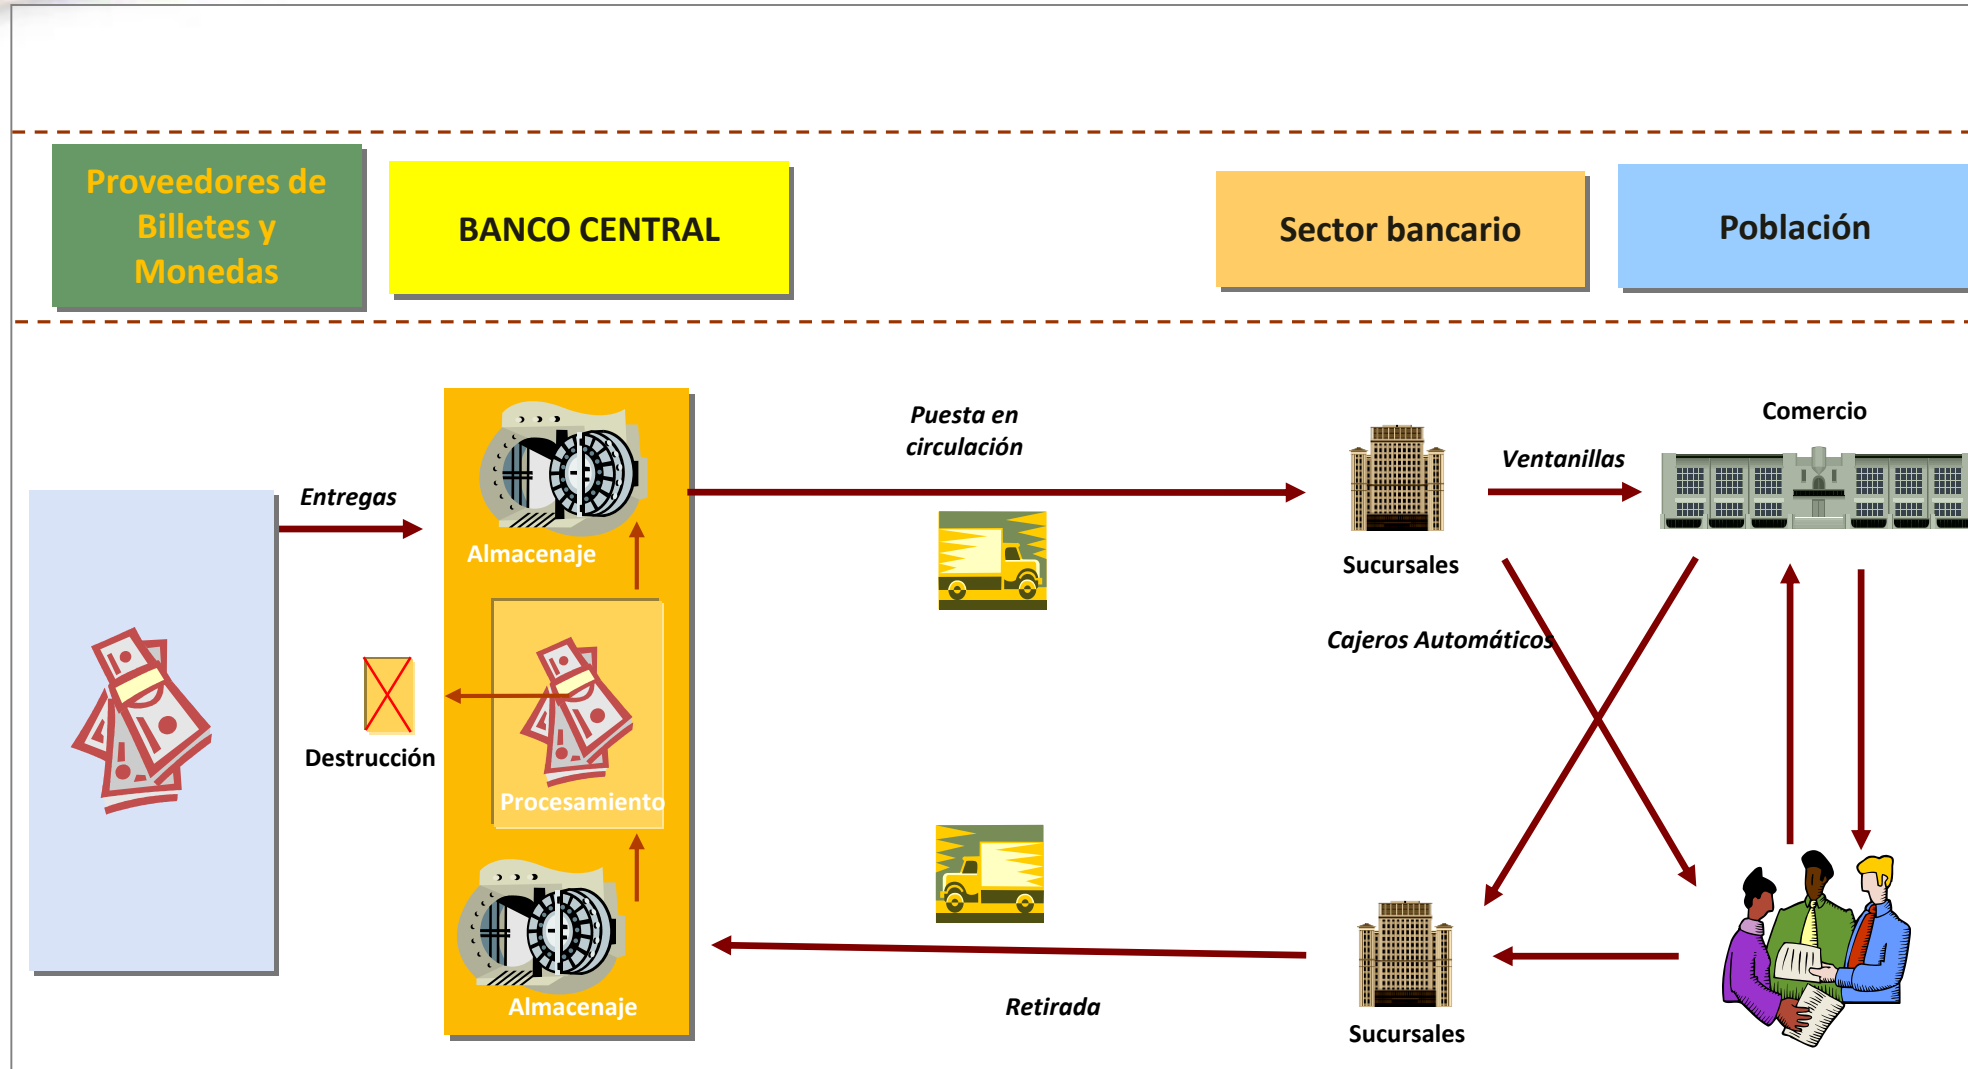 Proveedores de
Billetes y
Monedas
BANCO CENTRAL
Sector bancario
Población
Entregas
Almacenaje
Puesta en
circulación
Sucursales
Ventanillas
Comercio
Cajeros Automáticos
Destrucción
Procesamiento
Almacenaje
Retirada
Sucursales